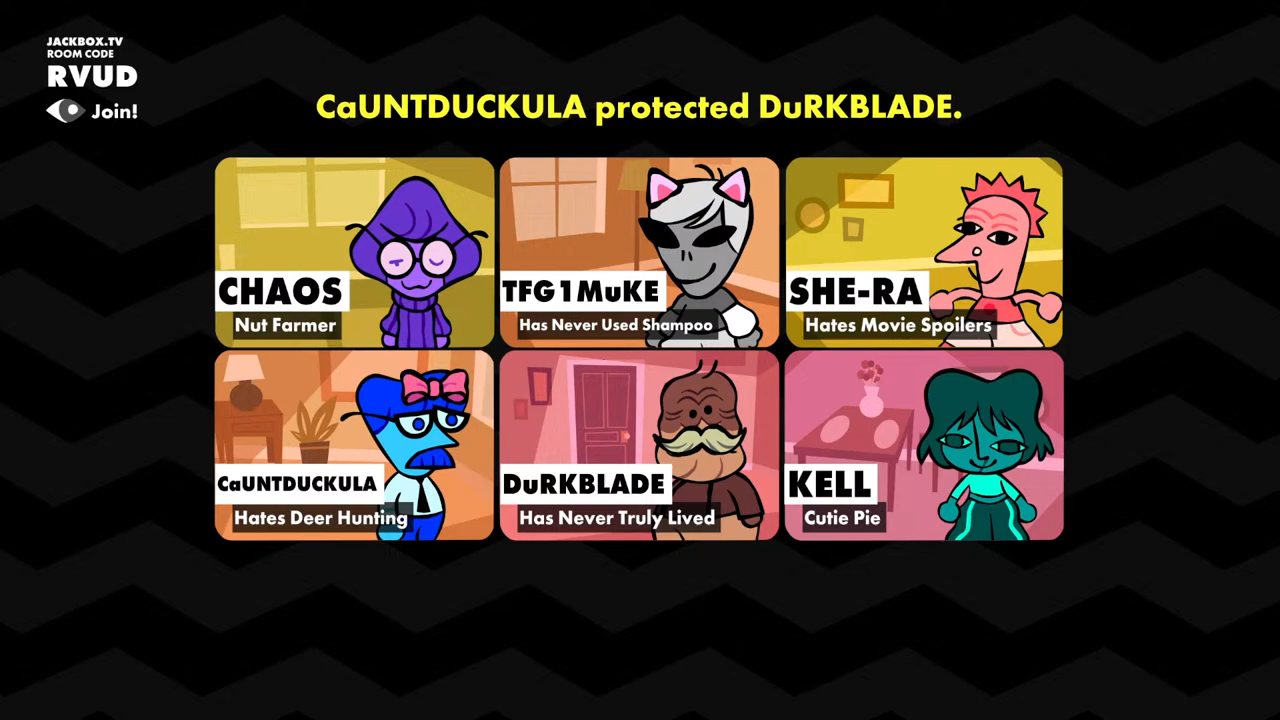 JACKBOX.TV
ROOM CODE
RVUD
Join!
CaUNTDUCKULA protected DuRKBLADE.
CHAOS
Nut Farmer
TFG1MuKE
Has Never Used Shampoo
SHE-RA
Hates Movie Spoilers
CaUNTDUCKULA
Hates Deer Hunting
DuRKBLADE
Has Never Truly Lived
KELL
Cutie Pie